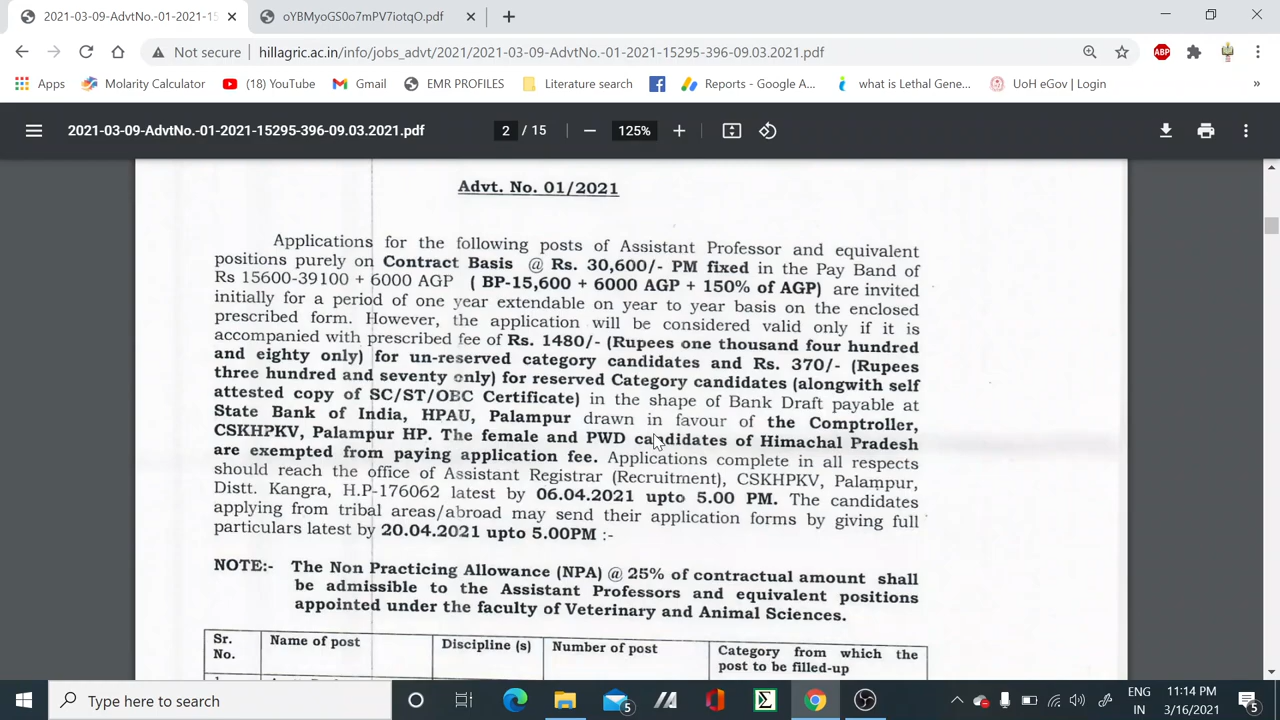 2021-03-09-AdvtNo.-01-2021-15
oYBMyoGS0o7mPV7iotqO.pdf
Not secure
hillagric.ac.in/info/jobs_advt/2021/2021-03-09-AdvtNo.-01-2021-15295-396-09.03.2021.pdf
ABP
Apps
Molarity Calculator
(18) YouTube
Gmail
EMR PROFILES
Literature search
Reports - Google A...
what is Lethal Gene...
UoH eGov | Login
»
2021-03-09-AdvtNo.-01-2021-15295-396-09.03.2021.pdf
2 / 15
125%
Advt. No. 01/2021
Applications for the following posts of Assistant Professor and equivalent
positions purely on Contract Basis @ Rs. 30,600/- PM fixed in the Pay Band of
Rs 15600-39100 + 6000 AGP ( BP-15,600 + 6000 AGP + 150% of AGP) are invited
initially for a period of one year extendable on year to year basis on the enclosed
prescribed form. However, the application will be considered valid only if it is
accompanied with prescribed fee of Rs. 1480/- (Rupees one thousand four hundred
and eighty only) for un-reserved category candidates and Rs. 370/- (Rupees
three hundred and seventy only) for reserved Category candidates (alongwith self
attested copy of SC/ST/OBC Certificate) in the shape of Bank Draft payable at
State Bank of India, HPAU, Palampur drawn in favour of the Comptroller,
CSKHPKV, Palampur HP. The female and PWD candidates of Himachal Pradesh
are exempted from paying application fee. Applications complete in all respects
should reach the office of Assistant Registrar (Recruitment), CSKHPKV, Palampur,
Distt. Kangra, H.P-176062 latest by 06.04.2021 upto 5.00 PM. The candidates
applying from tribal areas/abroad may send their application forms by giving full
particulars latest by 20.04.2021 upto 5.00PM :-
NOTE:- The Non Practicing Allowance (NPA) @ 25% of contractual amount shall
be admissible to the Assistant Professors and equivalent positions
appointed under the faculty of Veterinary and Animal Sciences.
Sr. No.
Name of post
Discipline (s)
Number of post
Category from which the
post to be filled-up
Type here to search
5
ENG
IN
11:14 PM
3/16/2021
5